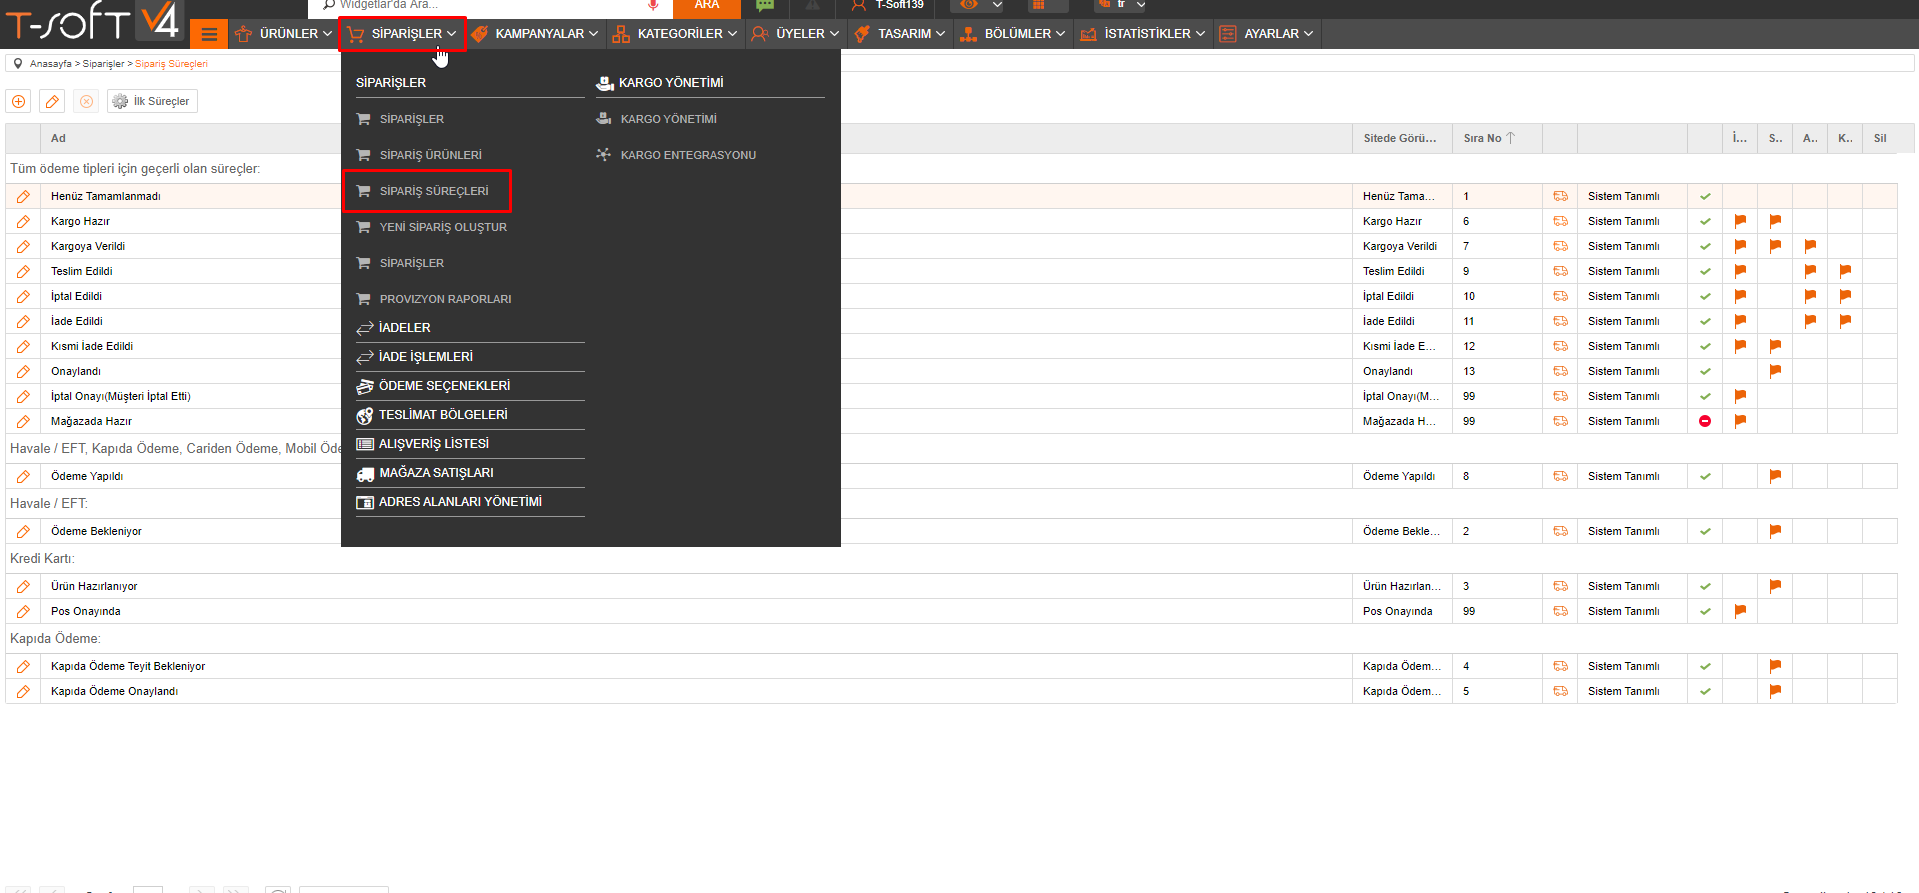 T-SOFT V4
Widgetlar'da Ara...
ARA
T-Soft139
tr
ÜRÜNLER
SİPARİŞLER
KAMPANYALAR
KATEGORİLER
ÜYELER
TASARIM
BÖLÜMLER
İSTATİSTİKLER
AYARLAR
Anasayfa > Siparişler > Sipariş Süreçleri
İlk Süreçler
SİPARİŞLER
SİPARİŞLER
SİPARİŞ ÜRÜNLERİ
SİPARİŞ SÜREÇLERİ
YENİ SİPARİŞ OLUŞTUR
SİPARİŞLER
PROVIZYON RAPORLARI
İADELER
İADE İŞLEMLERİ
ÖDEME SEÇENEKLERİ
TESLİMAT BÖLGELERİ
ALIŞVERİŞ LİSTESİ
MAĞAZA SATIŞLARI
ADRES ALANLARI YÖNETİMİ
KARGO YÖNETİMİ
KARGO YÖNETİMİ
KARGO ENTEGRASYONU
Ad Sitede Görü... Sıra No İ... S.. A.. K.. Sil
Tüm ödeme tipleri için geçerli olan süreçler:
Henüz Tamamlanmadı Henüz Tama... 1 Sistem Tanımlı
Kargo Hazır Kargo Hazır 6 Sistem Tanımlı
Kargoya Verildi Kargoya Verildi 7 Sistem Tanımlı
Teslim Edildi Teslim Edildi 9 Sistem Tanımlı
İptal Edildi İptal Edildi 10 Sistem Tanımlı
İade Edildi İade Edildi 11 Sistem Tanımlı
Kısmi İade Edildi Kısmi İade E... 12 Sistem Tanımlı
Onaylandı Onaylandı 13 Sistem Tanımlı
İptal Onayı(Müşteri İptal Etti) İptal Onayı(M... 99 Sistem Tanımlı
Mağazada Hazır Mağazada H... 99 Sistem Tanımlı
Havale / EFT, Kapıda Ödeme, Cariden Ödeme, Mobil Öde
Ödeme Yapıldı Ödeme Yapıldı 8 Sistem Tanımlı
Havale / EFT:
Ödeme Bekleniyor Ödeme Bekle... 2 Sistem Tanımlı
Kredi Kartı:
Ürün Hazırlanıyor Ürün Hazırlan... 3 Sistem Tanımlı
Pos Onayında Pos Onayında 99 Sistem Tanımlı
Kapıda Ödeme:
Kapıda Ödeme Teyit Bekleniyor Kapıda Ödem... 4 Sistem Tanımlı
Kapıda Ödeme Onaylandı Kapıda Ödem... 5 Sistem Tanımlı